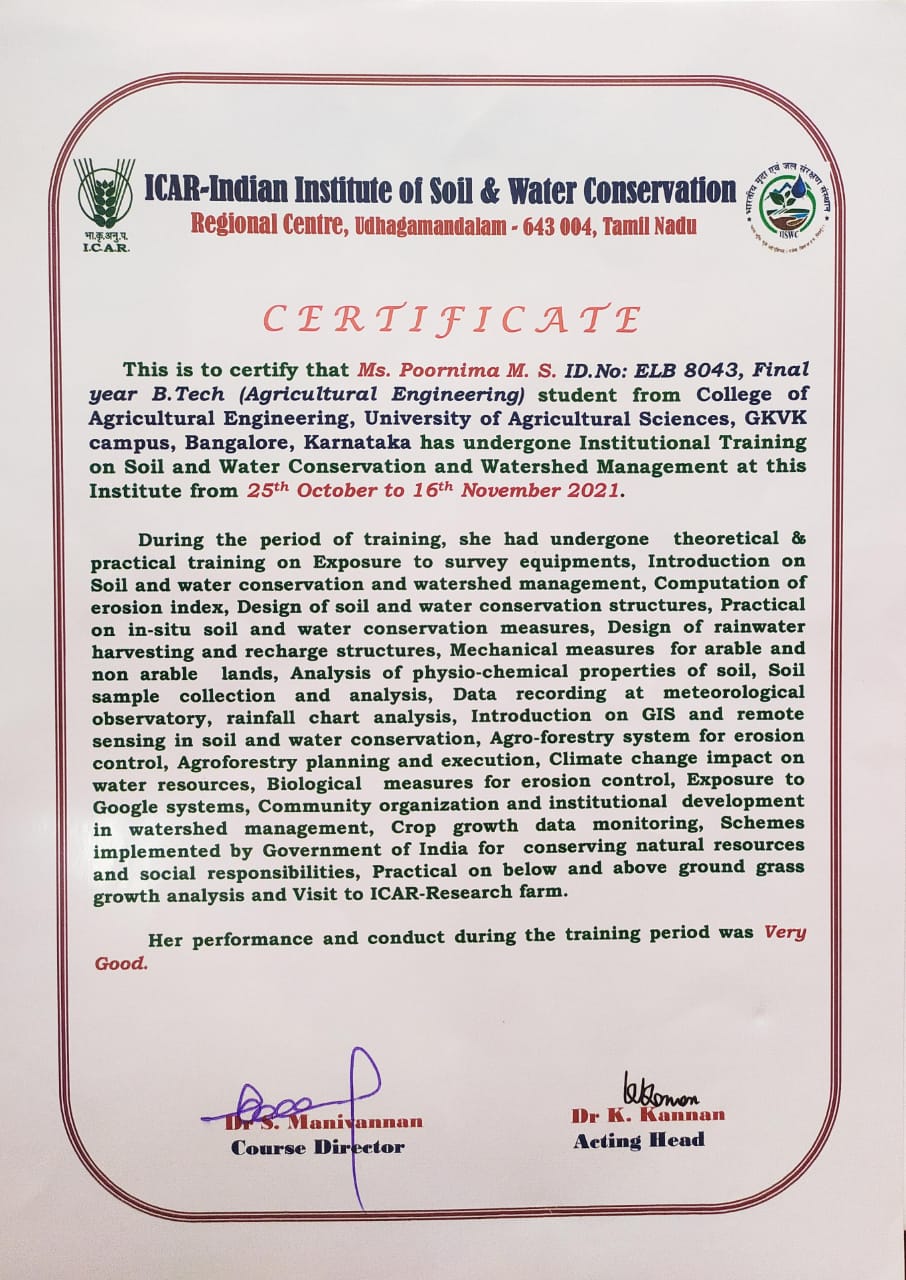 ICAR-Indian Institute of Soil & Water Conservation
Regional Centre, Udhagamandalam - 643 004, Tamil Nadu
भा.कृ.अनु.प.
I.C.A.R.
भारतीय मृदा एवं जल संरक्षण संस्थान
IISWC
CERTIFICATE
This is to certify that Ms. Poornima M. S. ID.No: ELB 8043, Final
year B.Tech (Agricultural Engineering) student from College of
Agricultural Engineering, University of Agricultural Sciences, GKVK
campus, Bangalore, Karnataka has undergone Institutional Training
on Soil and Water Conservation and Watershed Management at this
Institute from 25th October to 16th November 2021.
During the period of training, she had undergone theoretical &
practical training on Exposure to survey equipments, Introduction on
Soil and water conservation and watershed management, Computation of
erosion index, Design of soil and water conservation structures, Practical
on in-situ soil and water conservation measures, Design of rainwater
harvesting and recharge structures, Mechanical measures for arable and
non arable lands, Analysis of physio-chemical properties of soil, Soil
sample collection and analysis, Data recording at meteorological
observatory, rainfall chart analysis, Introduction on GIS and remote
sensing in soil and water conservation, Agro-forestry system for erosion
control, Agroforestry planning and execution, Climate change impact on
water resources, Biological measures for erosion control, Exposure to
Google systems, Community organization and institutional development
in watershed management, Crop growth data monitoring, Schemes
implemented by Government of India for conserving natural resources
and social responsibilities, Practical on below and above ground grass
growth analysis and Visit to ICAR-Research farm.
Her performance and conduct during the training period was Very
Good.
Dr S. Manivannan
Course Director
Dr K. Kannan
Acting Head